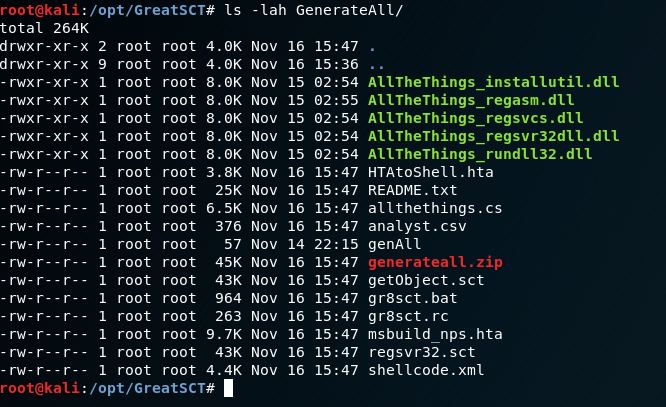 root@kali:/opt/GreatSCT# ls -lah GenerateAll/
total 264K
drwxr-xr-x 2 root root 4.0K Nov 16 15:47 .
drwxr-xr-x 9 root root 4.0K Nov 16 15:36 ..
-rwxr-xr-x 1 root root 8.0K Nov 15 02:54 AllTheThings_installutil.dll
-rwxr-xr-x 1 root root 8.0K Nov 15 02:55 AllTheThings_regasm.dll
-rwxr-xr-x 1 root root 8.0K Nov 15 02:54 AllTheThings_regsvcs.dll
-rwxr-xr-x 1 root root 8.0K Nov 15 02:54 AllTheThings_regsvr32dll.dll
-rwxr-xr-x 1 root root 8.0K Nov 15 02:54 AllTheThings_rundll32.dll
-rw-r--r-- 1 root root 3.8K Nov 16 15:47 HTAtoShell.hta
-rw-r--r-- 1 root root  25K Nov 16 15:47 README.txt
-rw-r--r-- 1 root root 6.5K Nov 16 15:47 allthethings.cs
-rw-r--r-- 1 root root  376 Nov 16 15:47 analyst.csv
-rw-r--r-- 1 root root   57 Nov 14 22:15 genAll
-rw-r--r-- 1 root root  45K Nov 16 15:47 generateall.zip
-rw-r--r-- 1 root root  43K Nov 16 15:47 getObject.sct
-rw-r--r-- 1 root root  964 Nov 16 15:47 gr8sct.bat
-rw-r--r-- 1 root root  263 Nov 16 15:47 gr8sct.rc
-rw-r--r-- 1 root root 9.7K Nov 16 15:47 msbuild_nps.hta
-rw-r--r-- 1 root root  43K Nov 16 15:47 regsvr32.sct
-rw-r--r-- 1 root root 4.4K Nov 16 15:47 shellcode.xml
root@kali:/opt/GreatSCT#